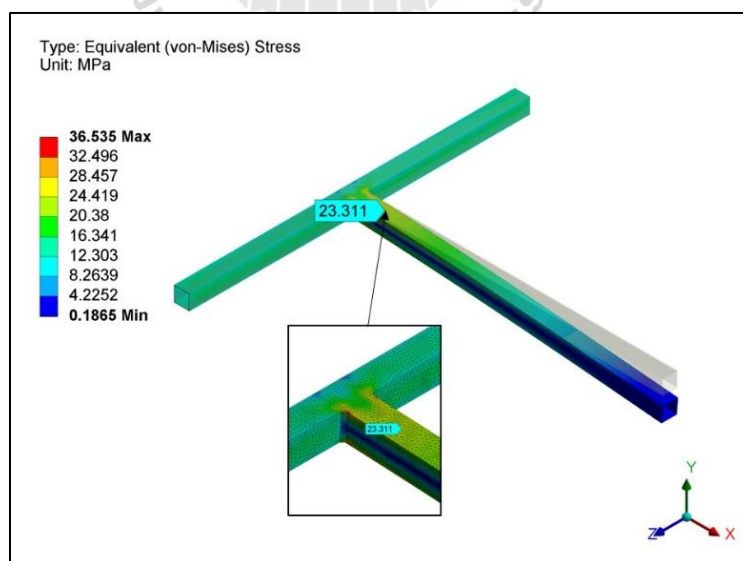 Type: Equivalent (von-Mises) Stress
Unit: MPa
36.535 Max
32.496
28.457
24.419
20.38
16.341
12.303
8.2639
4.2252
0.1865 Min
23.311
23.311
Y
Z
X